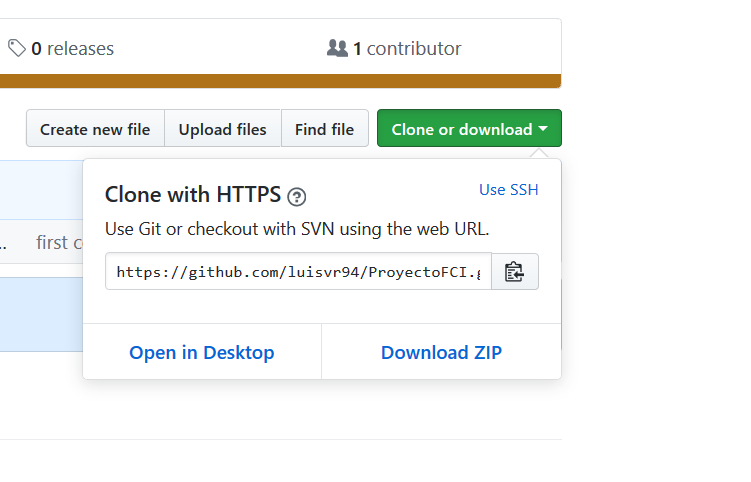 0 releases
1 contributor
Create new file
Upload files
Find file
Clone or download
Clone with HTTPS ?
Use SSH
Use Git or checkout with SVN using the web URL.
.. first c
https://github.com/luisvr94/ProyectoFCI.g
Open in Desktop
Download ZIP